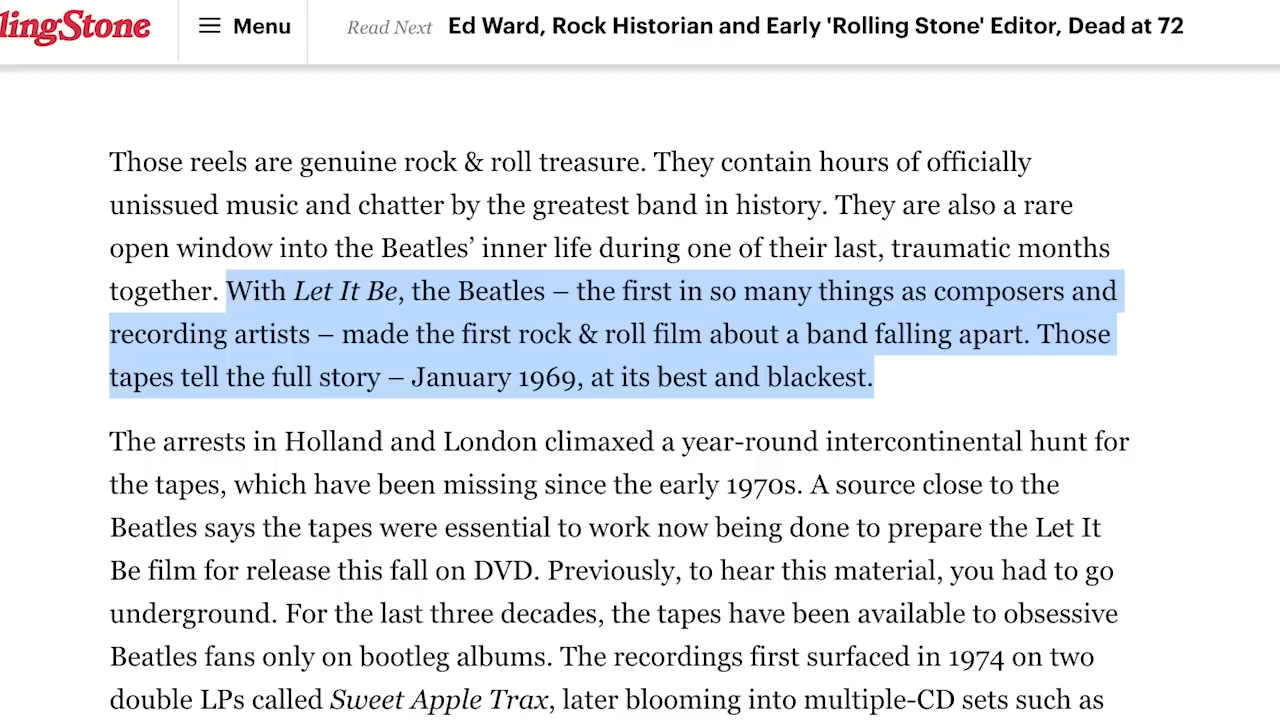 llingStone
Menu
Read Next Ed Ward, Rock Historian and Early 'Rolling Stone' Editor, Dead at 72
Those reels are genuine rock & roll treasure. They contain hours of officially
unissued music and chatter by the greatest band in history. They are also a rare
open window into the Beatles’ inner life during one of their last, traumatic months
together. With Let It Be, the Beatles – the first in so many things as composers and
recording artists – made the first rock & roll film about a band falling apart. Those
tapes tell the full story – January 1969, at its best and blackest.
The arrests in Holland and London climaxed a year-round intercontinental hunt for
the tapes, which have been missing since the early 1970s. A source close to the
Beatles says the tapes were essential to work now being done to prepare the Let It
Be film for release this fall on DVD. Previously, to hear this material, you had to go
underground. For the last three decades, the tapes have been available to obsessive
Beatles fans only on bootleg albums. The recordings first surfaced in 1974 on two
double LPs called Sweet Apple Trax, later blooming into multiple-CD sets such as